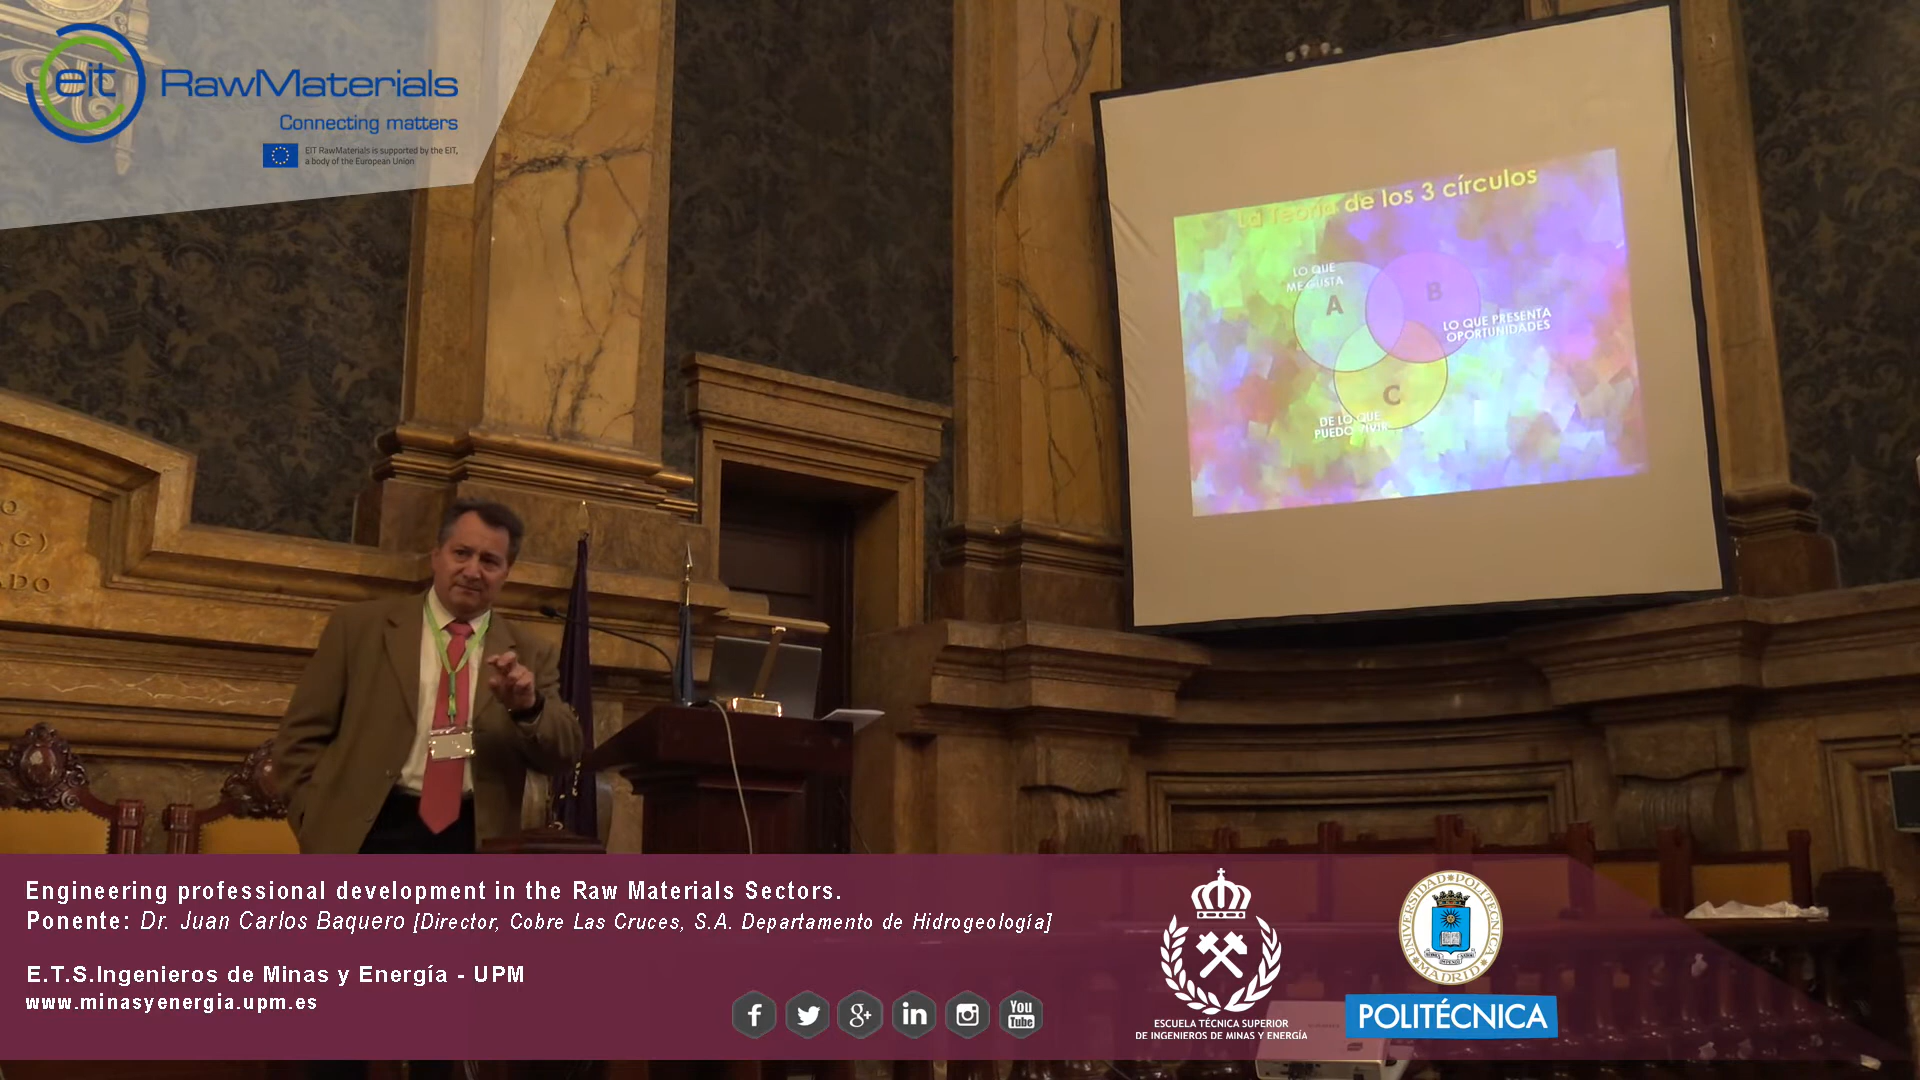 eit RawMaterials
Connecting matters
EIT RawMaterials is supported by the EIT,
a body of the European Union
La Teoría de los 3 círculos
LO QUE
ME GUSTA
A
B
LO QUE PRESENTA
OPORTUNIDADES
C
DE LO QUE
PUEDO VIVIR
O
G)
ADO
Engineering professional development in the Raw Materials Sectors.
Ponente: Dr. Juan Carlos Baquero [Director, Cobre Las Cruces, S.A. Departamento de Hidrogeología]
E.T.S.Ingenieros de Minas y Energía - UPM
www.minasyenergia.upm.es
f
g+
in
You
Tube
ESCUELA TÉCNICA SUPERIOR
DE INGENIEROS DE MINAS Y ENERGÍA
UNIVERSIDAD POLITÉCNICA
MADRID
POLITÉCNICA